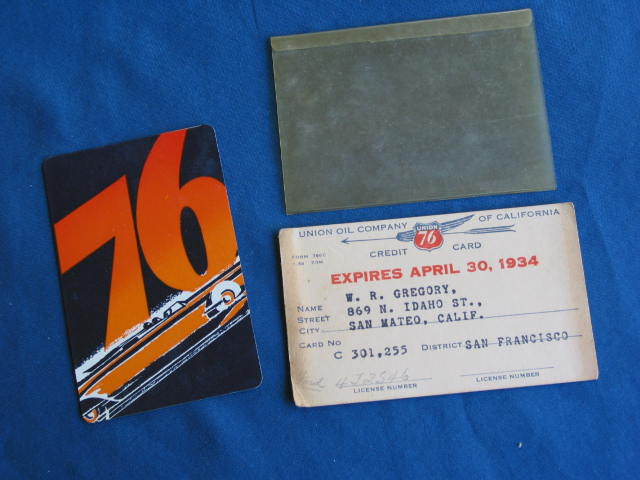 76
UNION OIL COMPANY UNION 76 OF CALIFORNIA
CREDIT CARD
EXPIRES APRIL 30, 1934
NAME W. R. GREGORY,
STREET 869 N. IDAHO ST.,
CITY SAN MATEO, CALIF.
CARD NO C 301,255 DISTRICT SAN FRANCISCO
LICENSE NUMBER LICENSE NUMBER